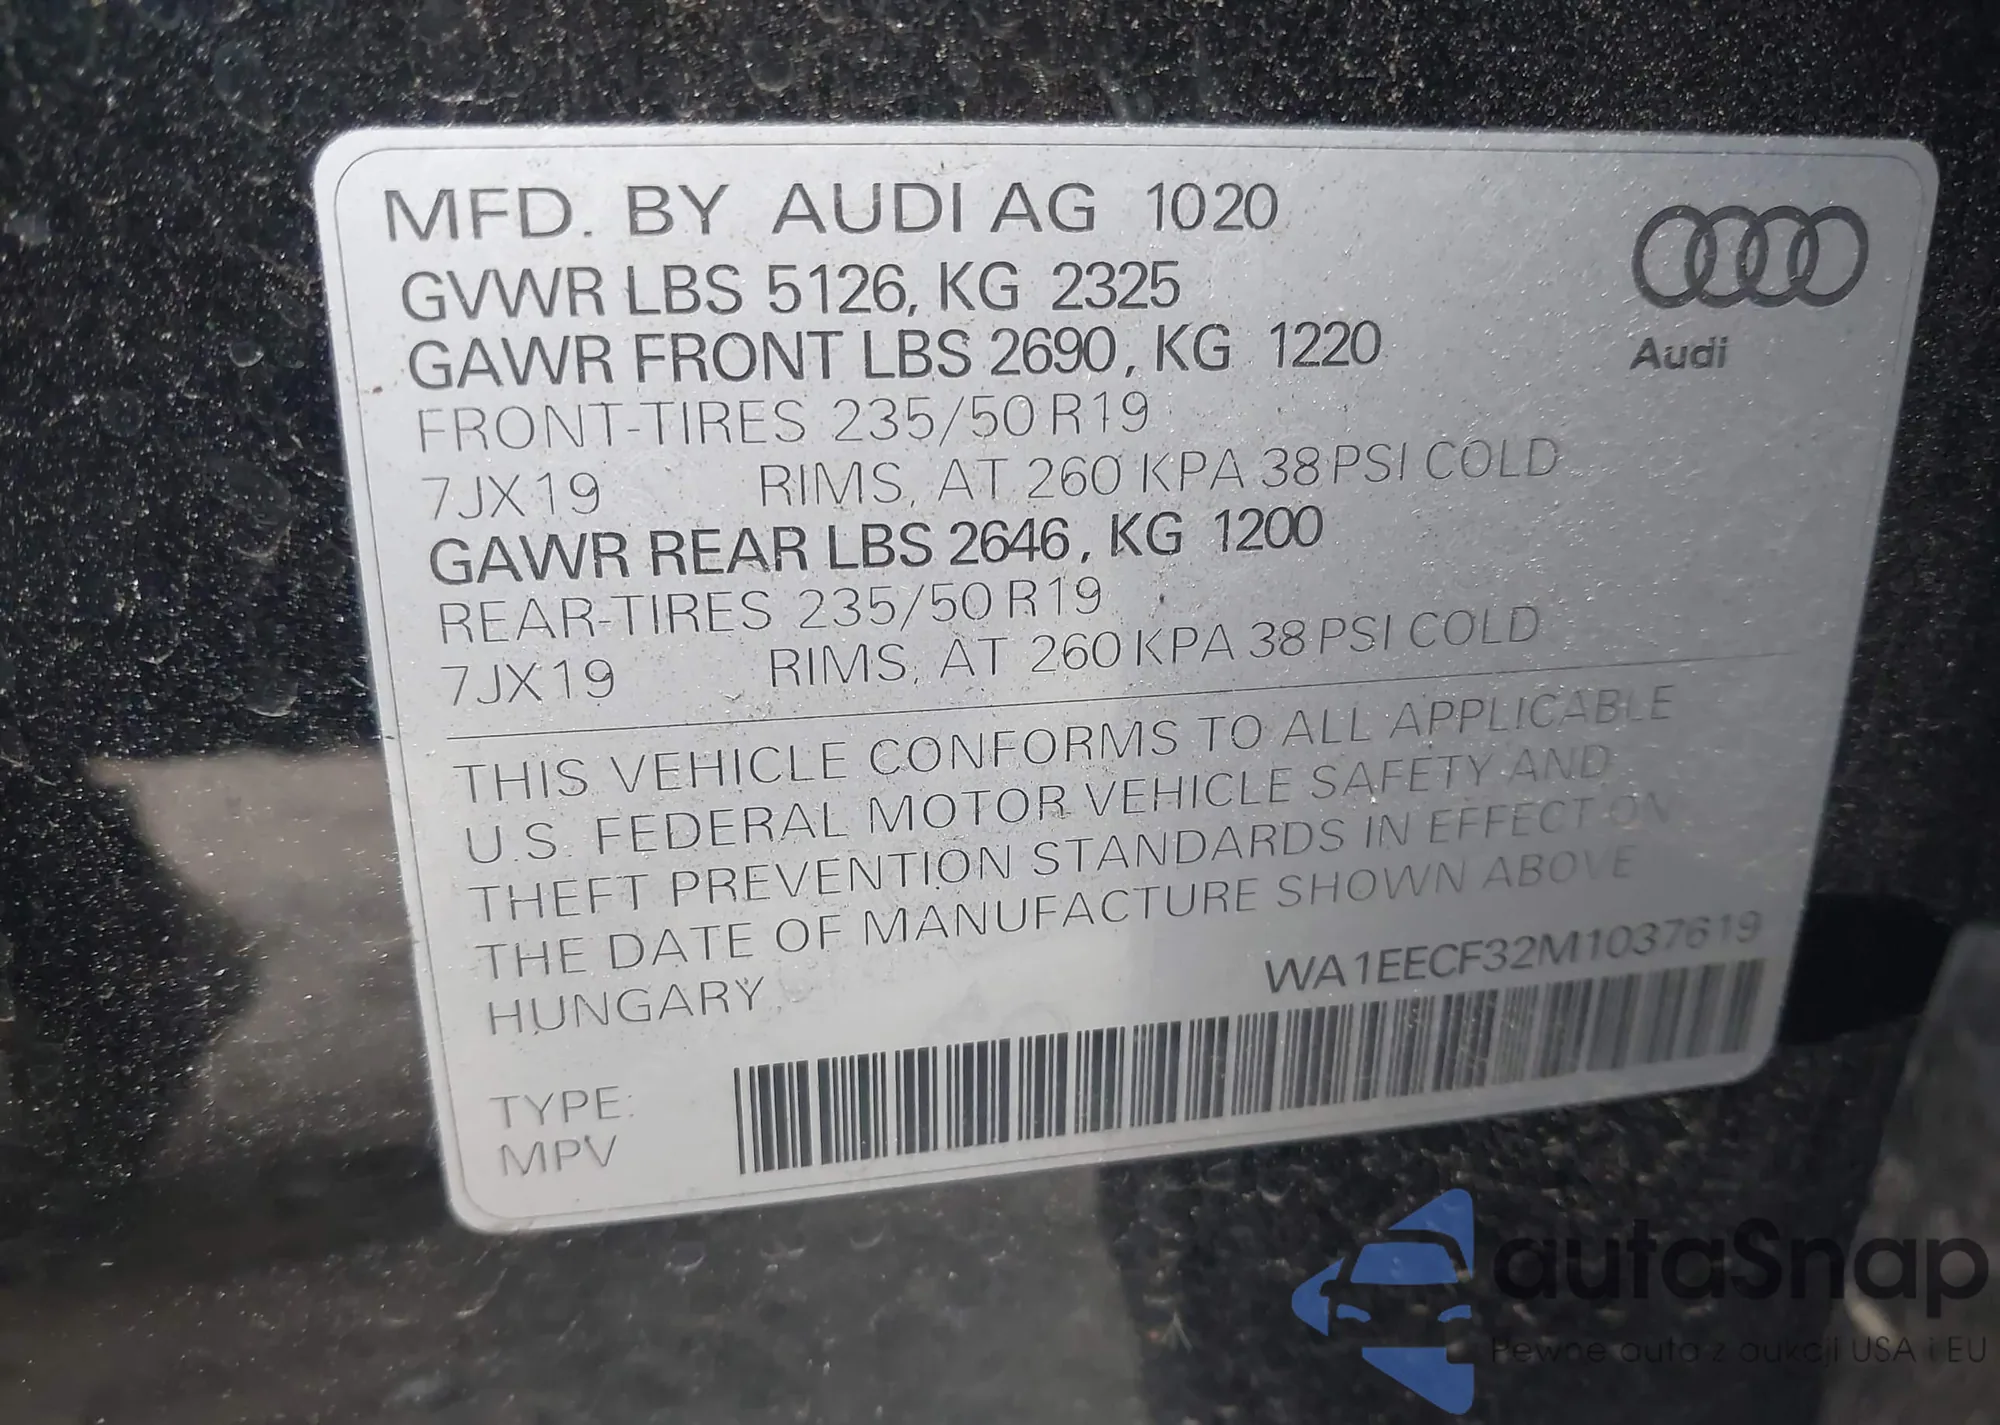 MFD. BY AUDI AG 1020
GVWR LBS 5126, KG 2325
GAWR FRONT LBS 2690, KG 1220
FRONT-TIRES 235/50 R19
7JX19 RIMS, AT 260 KPA 38 PSI COLD
GAWR REAR LBS 2646, KG 1200
REAR-TIRES 235/50 R19
7JX19 RIMS, AT 260 KPA 38 PSI COLD
Audi
THIS VEHICLE CONFORMS TO ALL APPLICABLE
U.S. FEDERAL MOTOR VEHICLE SAFETY AND
THEFT PREVENTION STANDARDS IN EFFECT ON
THE DATE OF MANUFACTURE SHOWN ABOVE
HUNGARY
WA1EECF32M1037619
TYPE:
MPV
autaSnap
Pewne auta z aukcji USA i EU